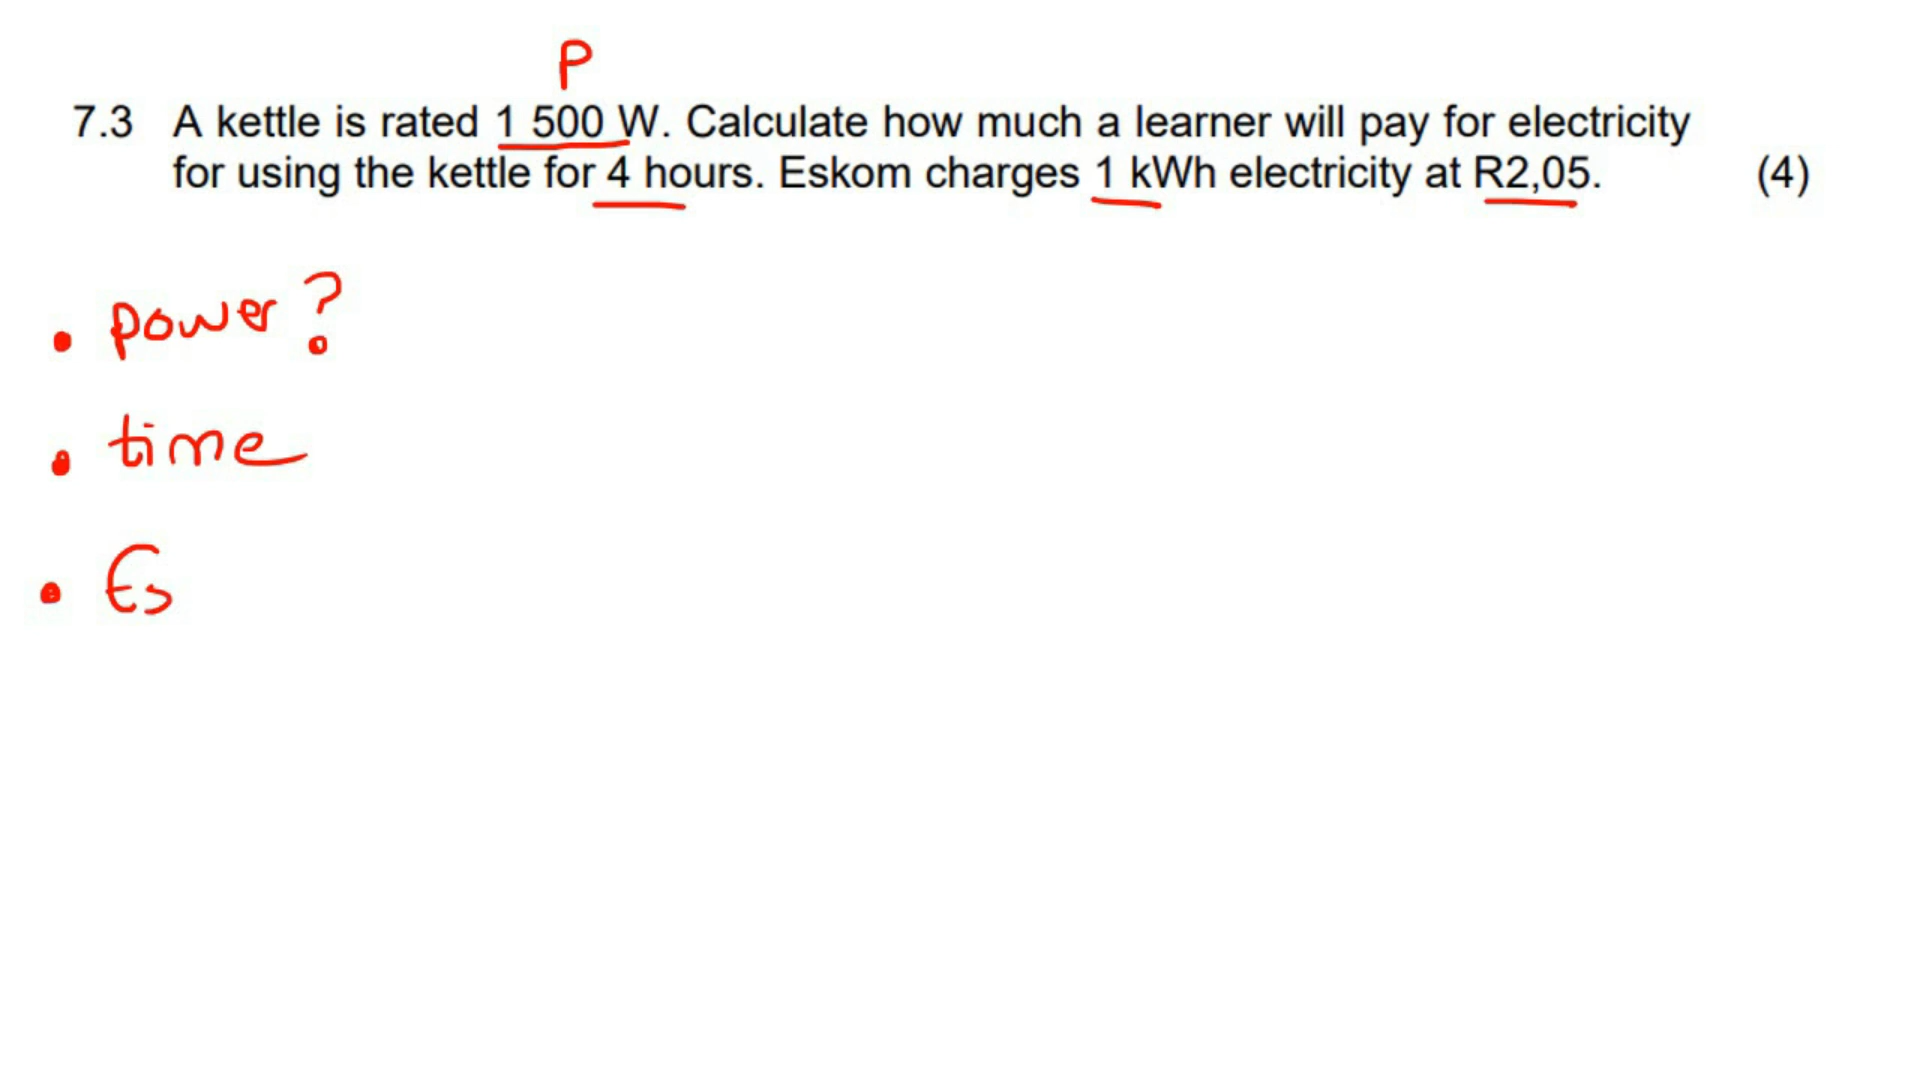 P
7.3 A kettle is rated 1 500 W. Calculate how much a learner will pay for electricity
for using the kettle for 4 hours. Eskom charges 1 kWh electricity at R2,05. (4)
• power?
• time
• Es